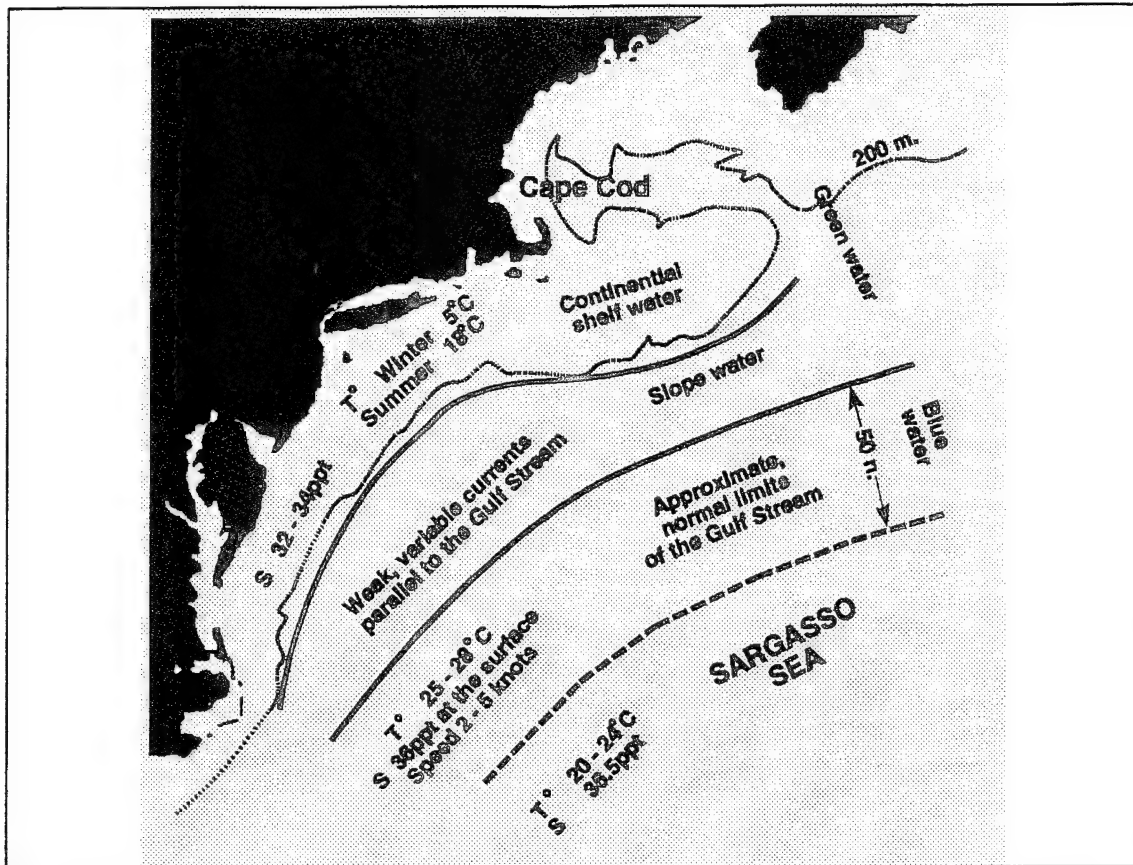 200 m.
Cape Cod
Green water
Continential
shelf water
T° Winter 5°C
Summer 18°C
Slope water
Blue
water
50 n.
S 32 - 34ppt
Weak, variable currents
parallel to the Gulf Stream
Approximate,
normal limits
of the Gulf Stream
T° 25 - 28°C
S 36ppt at the surface
Speed 2 - 5 knots
SARGASSO
SEA
T° 20 - 24°C
S 36.5ppt